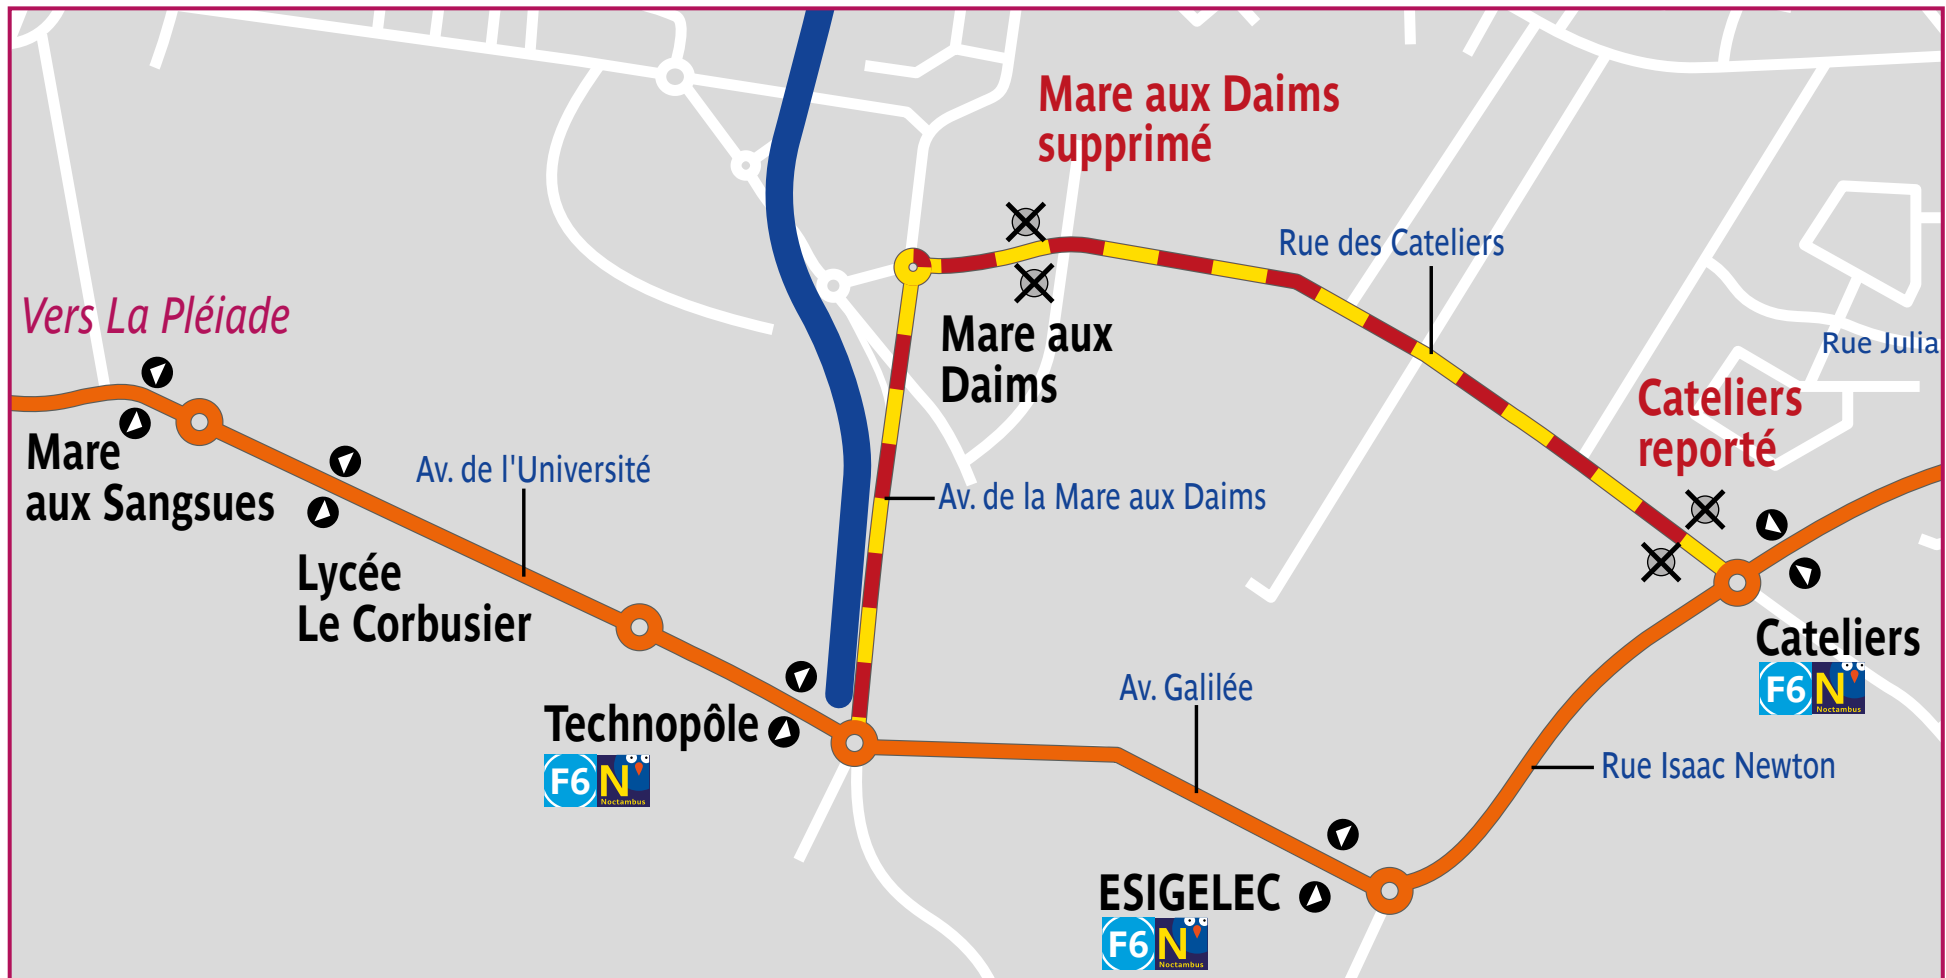 Mare aux Daims
supprimé
Rue des Cateliers
Vers La Pléiade
Mare aux
Daims
Rue Julia
Cateliers
reporté
Mare
aux Sangsues
Av. de l'Université
Av. de la Mare aux Daims
Lycée
Le Corbusier
Cateliers
F6 N
Noctambus
Av. Galilée
Technopôle
F6 N
Noctambus
Rue Isaac Newton
ESIGELEC
F6 N
Noctambus